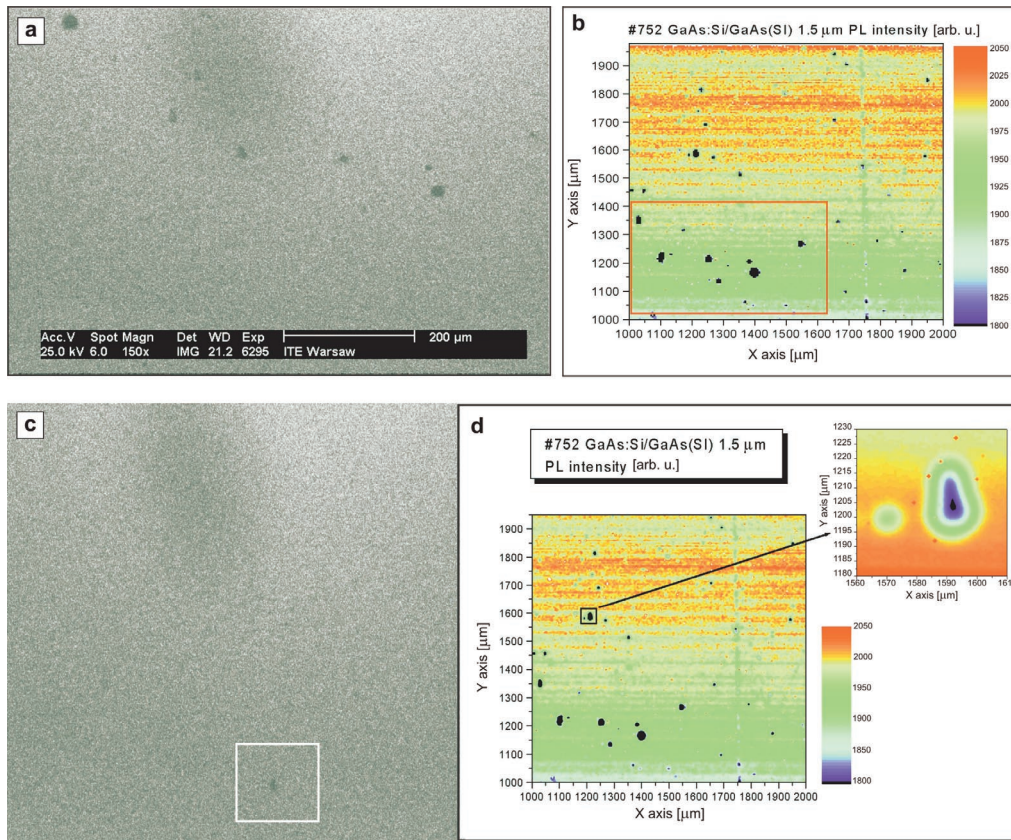 a
Acc.V Spot Magn Det WD Exp 200 µm
25.0 kV 6.0 150x IMG 21.2 6295 ITE Warsaw
b
#752 GaAs:Si/GaAs(SI) 1.5 µm PL intensity [arb. u.]
1900
1800
1700
1600
1500
1400
1300
1200
1100
1000
Y axis [µm]
1000 1100 1200 1300 1400 1500 1600 1700 1800 1900 2000
X axis [µm]
2050
2000
1975
1950
1925
1900
1875
1850
1825
1800
c
d
#752 GaAs:Si/GaAs(SI) 1.5 µm
PL intensity [arb. u.]
1900
1800
1700
1600
1500
1400
1300
1200
1100
1000
Y axis [µm]
1000 1100 1200 1300 1400 1500 1600 1700 1800 1900 2000
X axis [µm]
1230
1225
1220
1215
1210
1205
1200
1195
1190
1185
1180
Y axis [µm]
1560 1570 1580 1590 1600
X axis [µm]
2050
2000
1950
1900
1850
1800